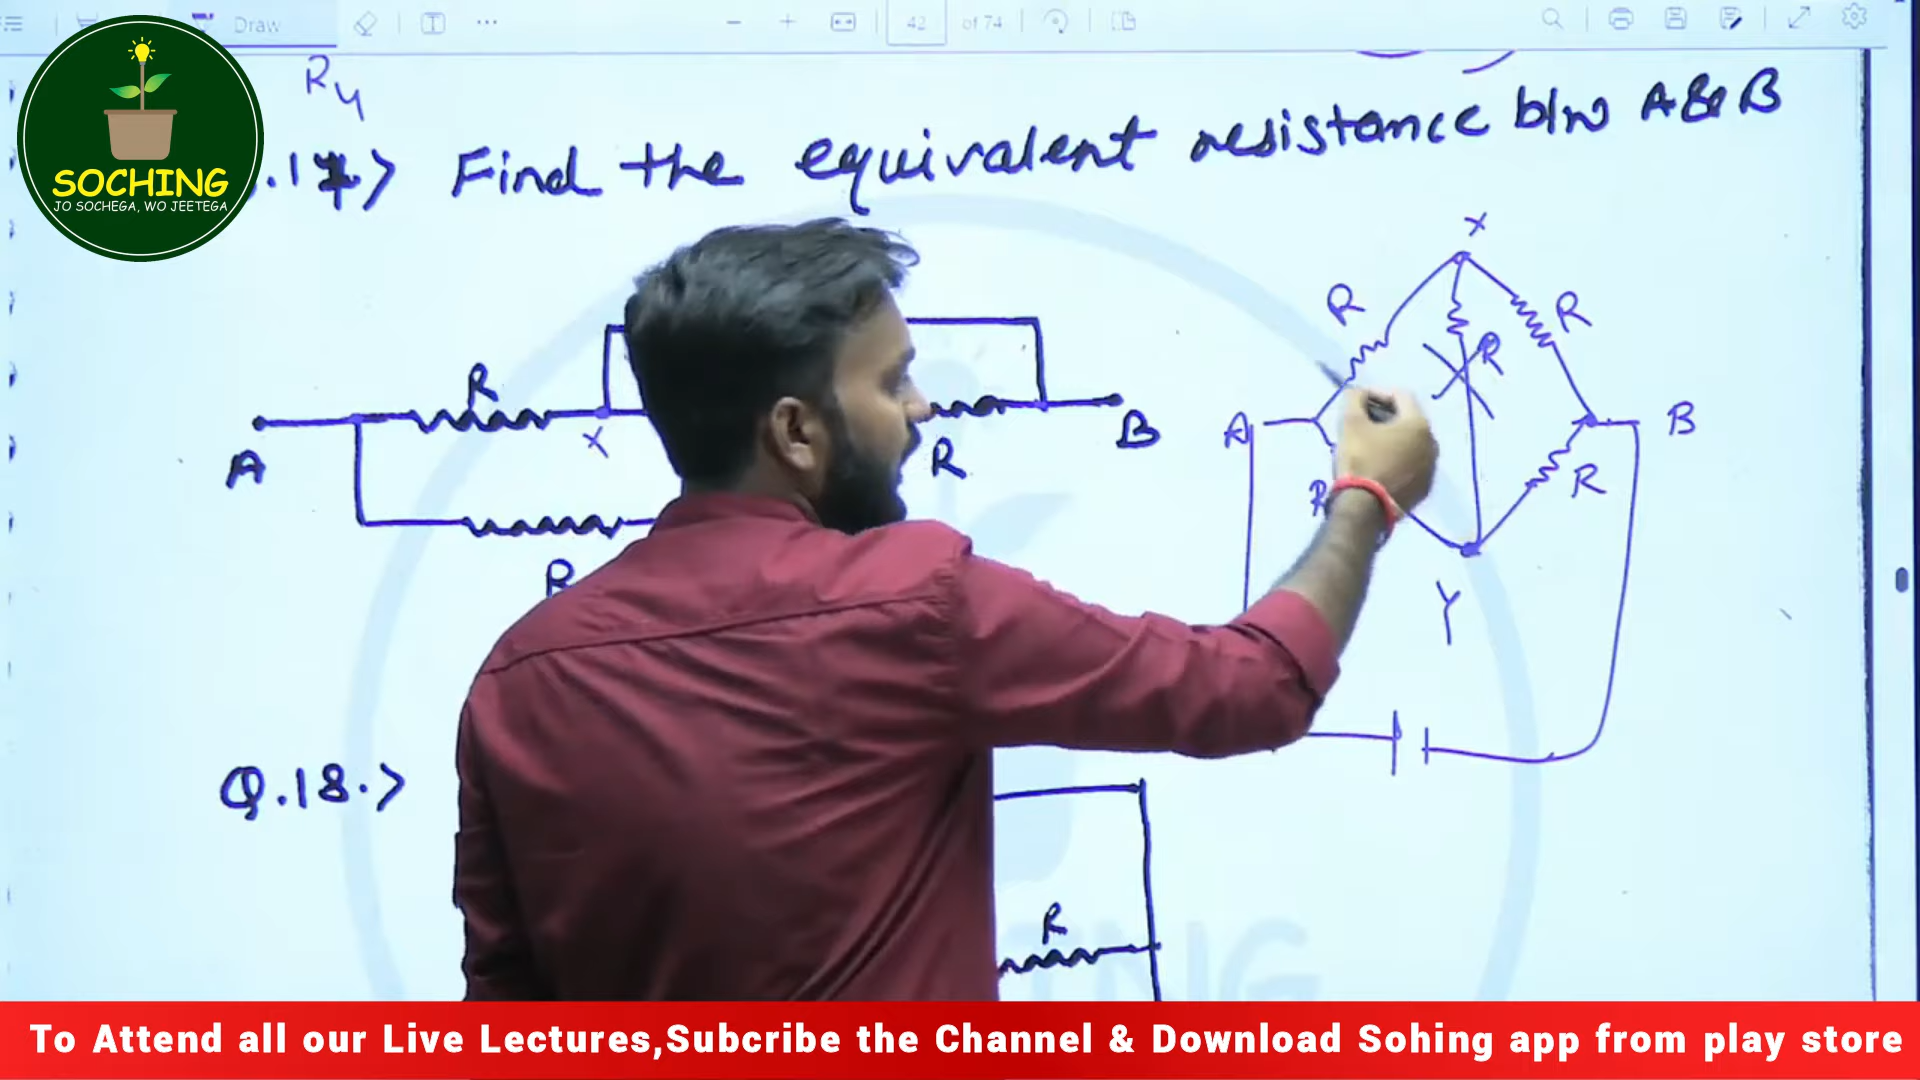 Draw
42 of 74
R4
.17.> Find the equivalent resistance b/w A & B
SOCHING
JO SOCHEGA, WO JEETEGA
X
R R
R
R
X
A B
R
A B
R R
R
Y
Q.18.>
R
To Attend all our Live Lectures,Subcribe the Channel & Download Sohing app from play store